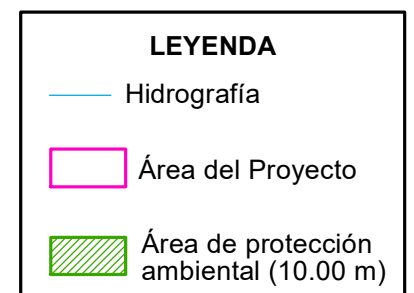 LEYENDA
Hidrografía
Área del Proyecto
Área de protección
ambiental (10.00 m)